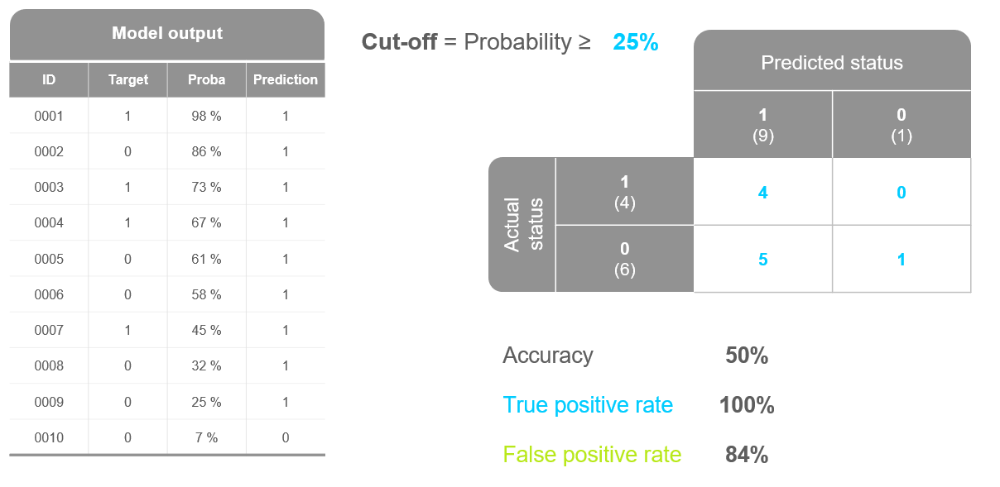 Model output
ID Target Proba Prediction
0001 1 98 % 1
0002 0 86 % 1
0003 1 73 % 1
0004 1 67 % 1
0005 0 61 % 1
0006 0 58 % 1
0007 1 45 % 1
0008 0 32 % 1
0009 0 25 % 1
0010 0 7 % 0
Cut-off = Probability ≥ 25%
Predicted status
1 0
(9) (1)
Actual
status
1
(4)
4 0
0
(6)
5 1
Accuracy 50%
True positive rate 100%
False positive rate 84%